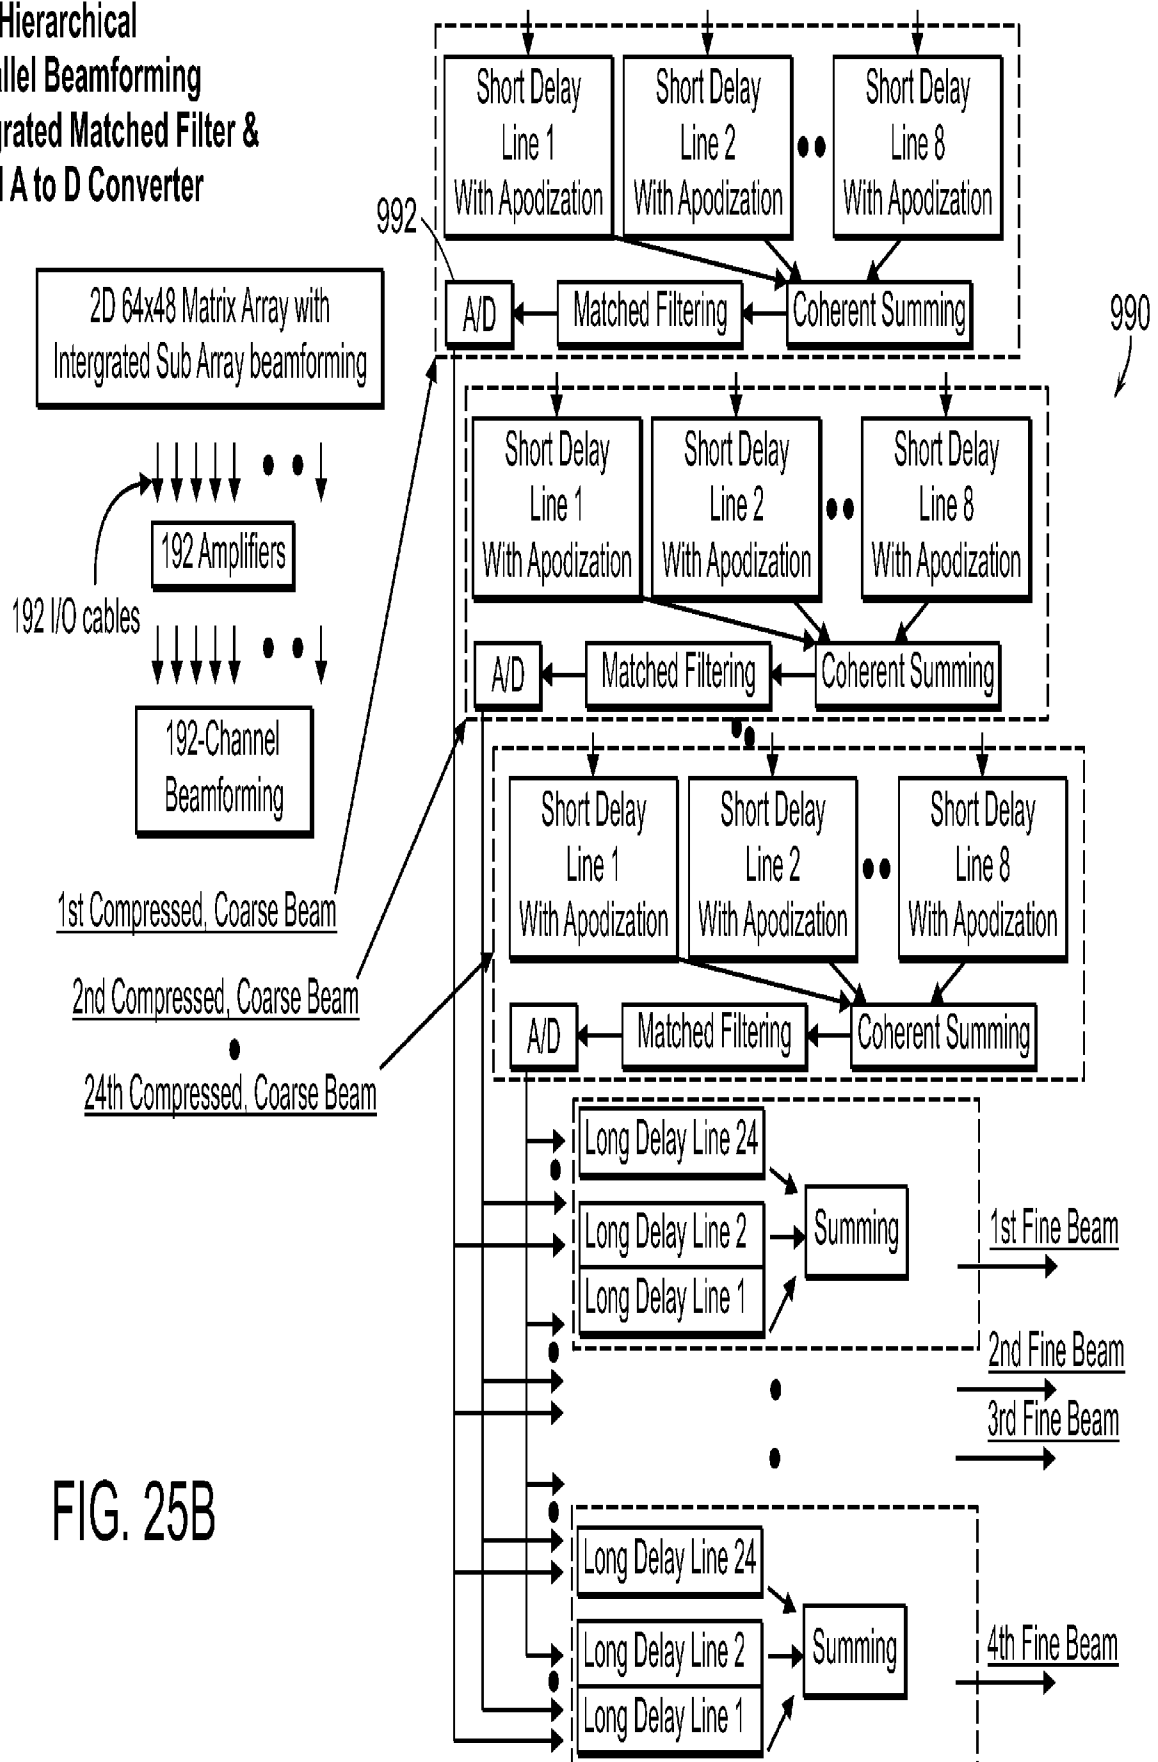 Hierarchical
allel Beamforming
grated Matched Filter &
l A to D Converter
992
990
Short Delay
Line 1
With Apodization
Short Delay
Line 2
With Apodization
Short Delay
Line 8
With Apodization
A/D
Matched Filtering
Coherent Summing
2D 64x48 Matrix Array with
Intergrated Sub Array beamforming
192 Amplifiers
192 I/O cables
192-Channel
Beamforming
Short Delay
Line 1
With Apodization
Short Delay
Line 2
With Apodization
Short Delay
Line 8
With Apodization
A/D
Matched Filtering
Coherent Summing
Short Delay
Line 1
With Apodization
Short Delay
Line 2
With Apodization
Short Delay
Line 8
With Apodization
A/D
Matched Filtering
Coherent Summing
1st Compressed, Coarse Beam
2nd Compressed, Coarse Beam
24th Compressed, Coarse Beam
Long Delay Line 24
Long Delay Line 2
Long Delay Line 1
Summing
1st Fine Beam
2nd Fine Beam
3rd Fine Beam
Long Delay Line 24
Long Delay Line 2
Long Delay Line 1
Summing
4th Fine Beam
FIG. 25B